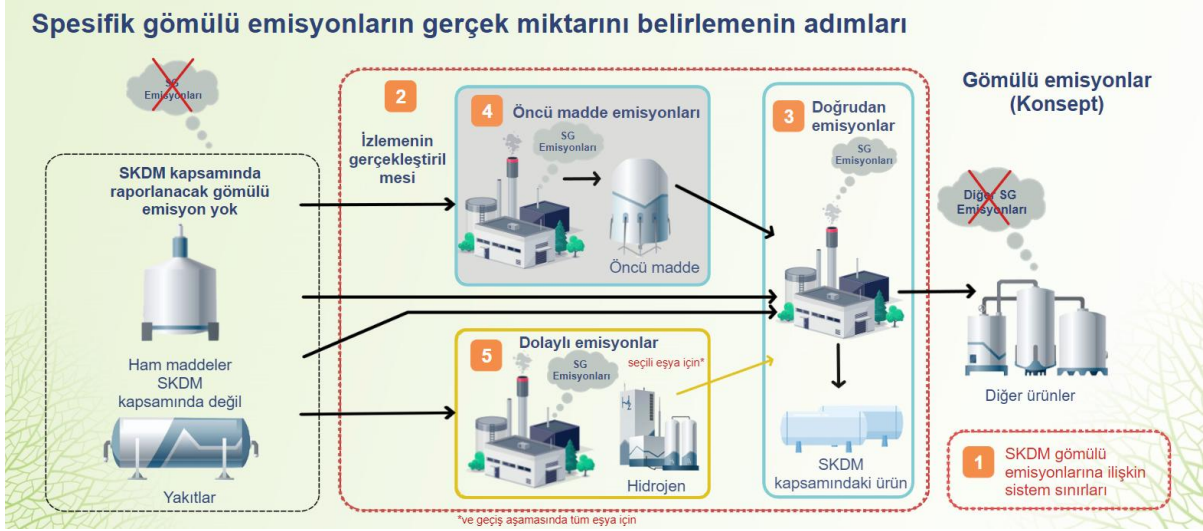 Spesifik gömülü emisyonların gerçek miktarını belirlemenin adımları
SG
Emisyonları
SKDM kapsamında
raporlanacak gömülü
emisyon yok
Ham maddeler
SKDM
kapsamında değil
Yakıtlar
2
İzlemenin
gerçekleştiril
mesi
4
Öncü madde emisyonları
SG
Emisyonları
Öncü madde
5
Dolaylı emisyonlar
SG
Emisyonları
seçili eşya için*
Hidrojen
*ve geçiş aşamasında tüm eşya için
3
Doğrudan
emisyonlar
SG
Emisyonları
SKDM
kapsamındaki ürün
Gömülü emisyonlar
(Konsept)
Diğer SG
Emisyonları
Diğer ürünler
1
SKDM gömülü
emisyonlarına ilişkin
sistem sınırları